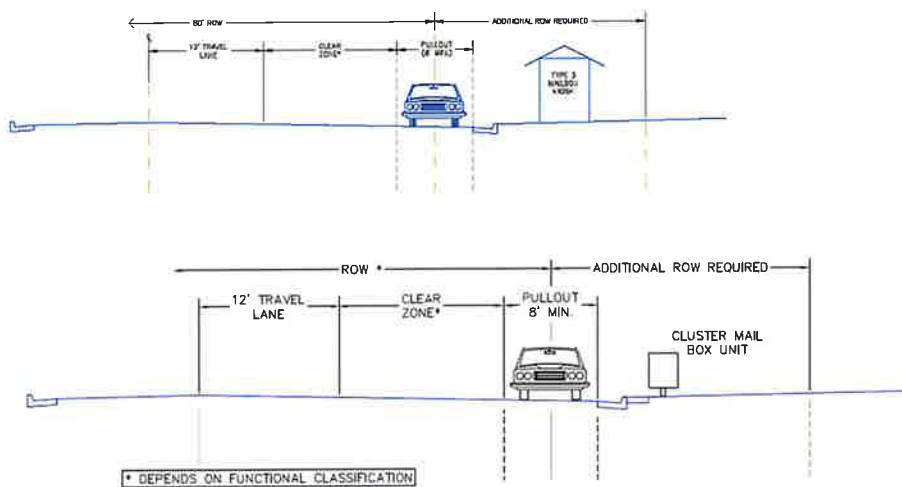 80' ROW
ADDITIONAL ROW REQUIRED
12' TRAVEL
LANE
CLEAR
ZONE*
PULLOUT
(8' MIN.)
TYPE 3
MAILBOX
KIOSK
ROW *
ADDITIONAL ROW REQUIRED
12' TRAVEL
LANE
CLEAR
ZONE*
PULLOUT
8' MIN.
CLUSTER MAIL
BOX UNIT
* DEPENDS ON FUNCTIONAL CLASSIFICATION